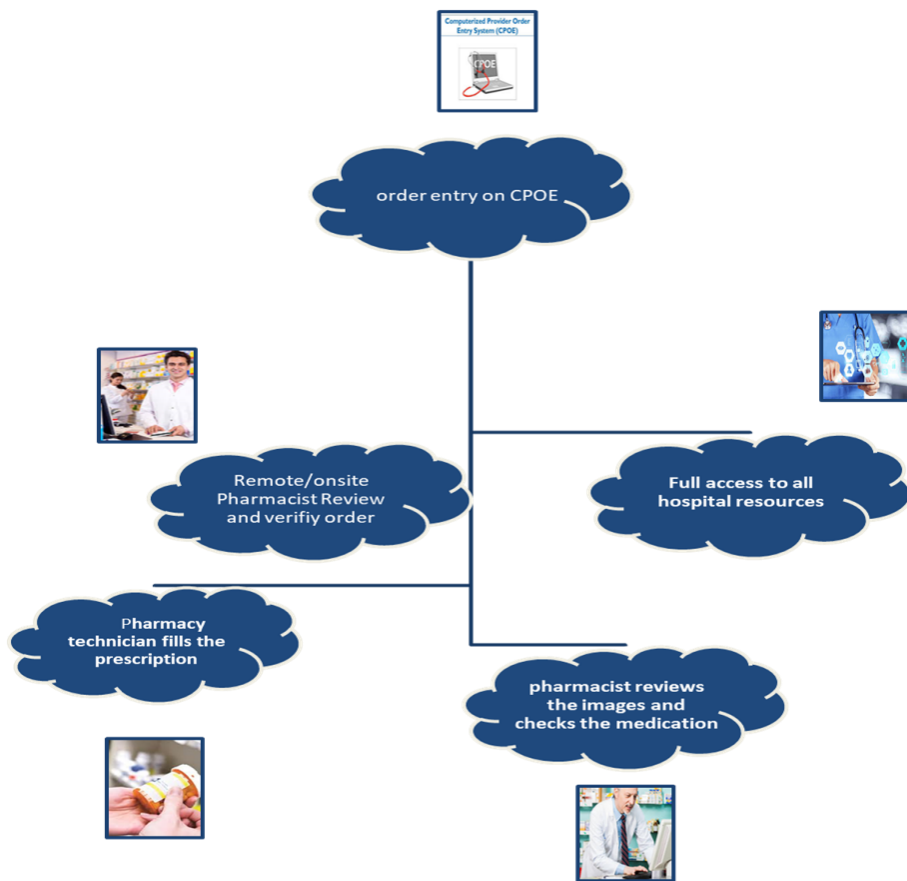 Computerized Provider Order
Entry System (CPOE)
CPOE
order entry on CPOE
Remote/onsite
Pharmacist Review
and verifiy order
Full access to all
hospital resources
Pharmacy
technician fills the
prescription
pharmacist reviews
the images and
checks the medication